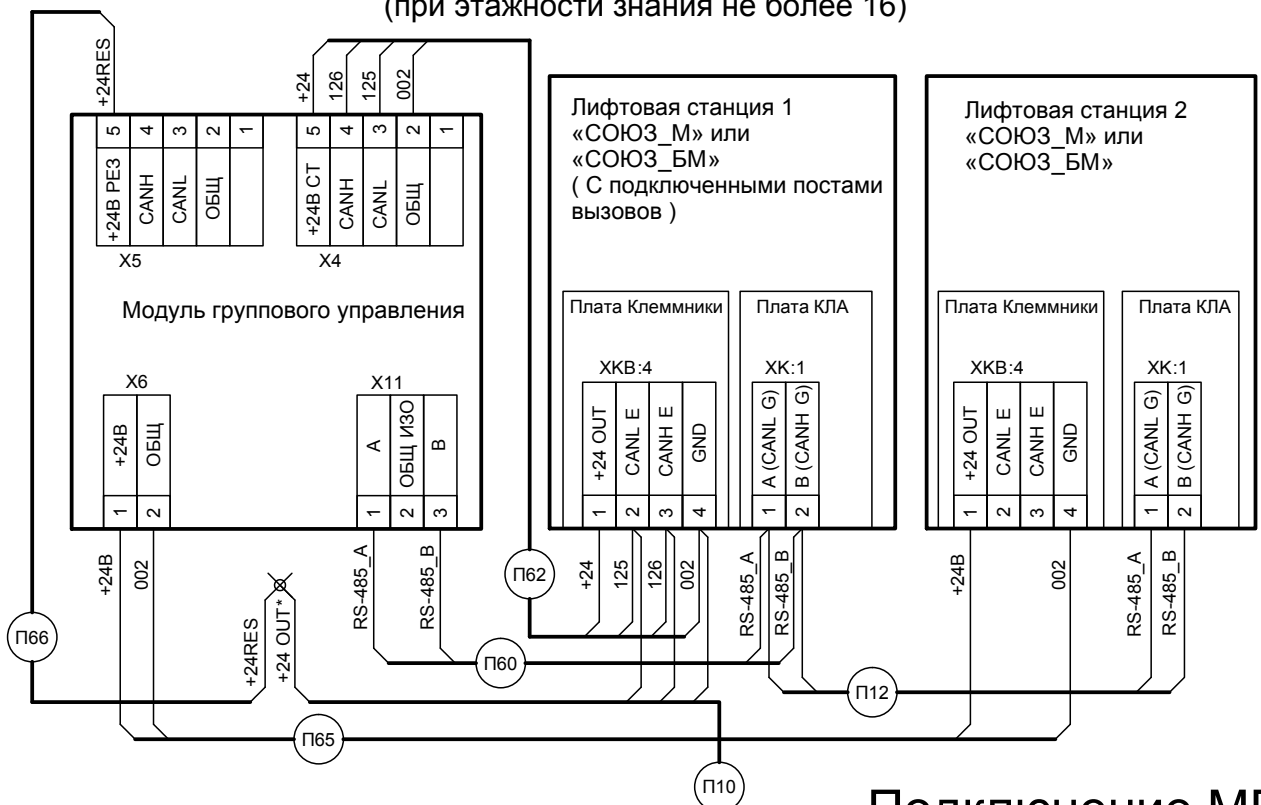 (при этажности знания не более 16)
+24RES
+24
126
125
002
5
4
3
2
1
+24В РЕЗ
CANH
CANL
ОБЩ
X5
5
4
3
2
1
+24В СТ
CANH
CANL
ОБЩ
X4
Модуль группового управления
X6
+24В
ОБЩ
1
2
X11
A
ОБЩ ИЗО
B
1
2
3
Лифтовая станция 1
«СОЮЗ_М» или
«СОЮЗ_БМ»
( С подключенными постами
вызовов )
Плата Клеммники
XKB:4
+24 OUT
CANL E
CANH E
GND
1
2
3
4
Плата КЛА
XK:1
A (CANL G)
B (CANH G)
1
2
Лифтовая станция 2
«СОЮЗ_М» или
«СОЮЗ_БМ»
Плата Клеммники
XKB:4
+24 OUT
CANL E
CANH E
GND
1
2
3
4
Плата КЛА
XK:1
A (CANL G)
B (CANH G)
1
2
+24В
002
RS-485_A
RS-485_B
+24
125
126
002
RS-485_A
RS-485_B
+24В
002
RS-485_A
RS-485_B
+24RES
+24 OUT*
П62
П66
П60
П12
П65
П10